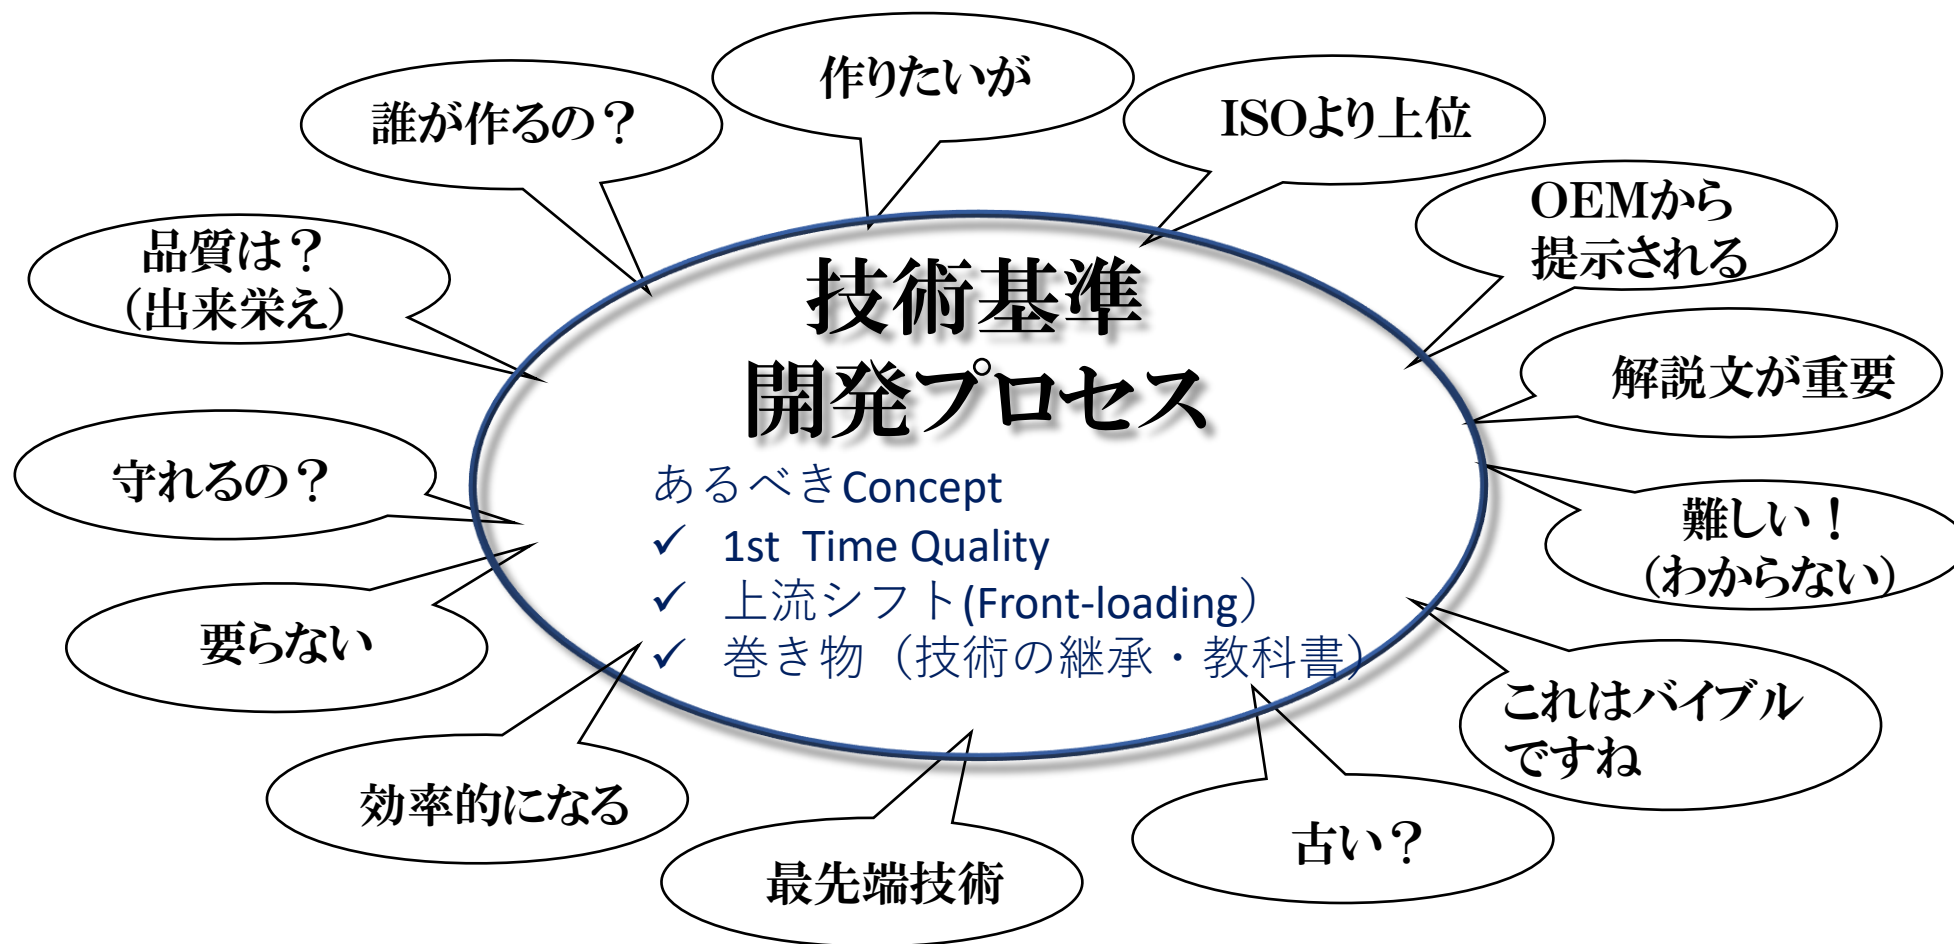 作りたいが
誰が作るの？
ISOより上位
OEMから
提示される
品質は？
（出来栄え）
技術基準
開発プロセス
解説文が重要
守れるの？
あるべきConcept
✓ 1st Time Quality
✓ 上流シフト(Front-loading）
✓ 巻き物（技術の継承・教科書）
難しい！
（わからない）
要らない
これはバイブル
ですね
効率的になる
最先端技術
古い？